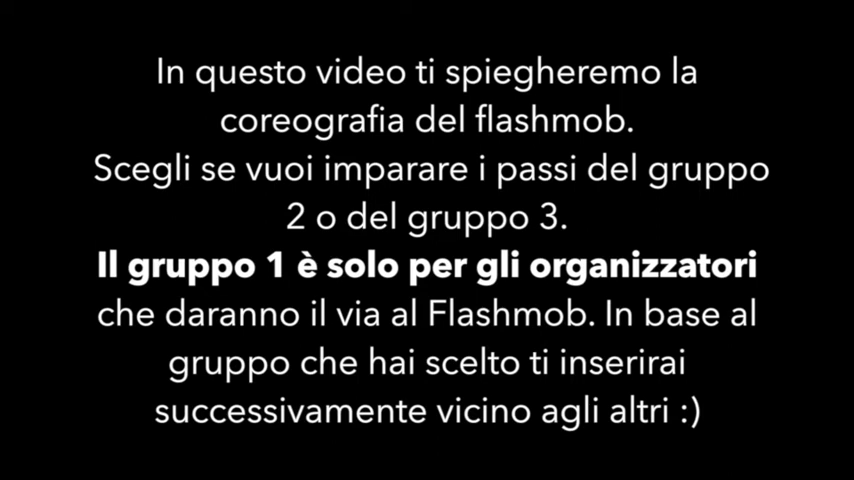 In questo video ti spiegheremo la
coreografia del flashmob.
Scegli se vuoi imparare i passi del gruppo
2 o del gruppo 3.
Il gruppo 1 è solo per gli organizzatori
che daranno il via al Flashmob. In base al
gruppo che hai scelto ti inserirai
successivamente vicino agli altri :)